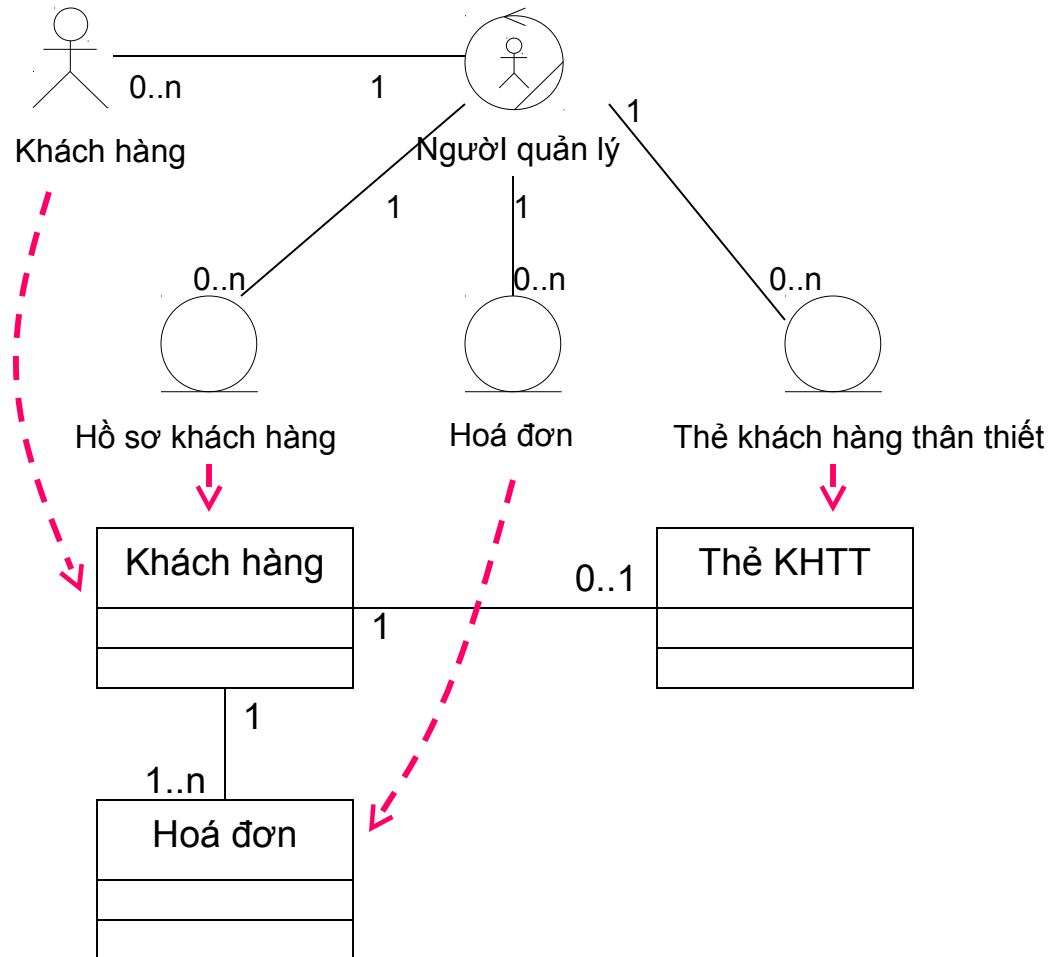 0..n
1
Khách hàng
NgườI quản lý
1
1
1
0..n
0..n
0..n
Hồ sơ khách hàng
Hoá đơn
Thẻ khách hàng thân thiết
Khách hàng
Thẻ KHTT
0..1
1
1
1..n
Hoá đơn